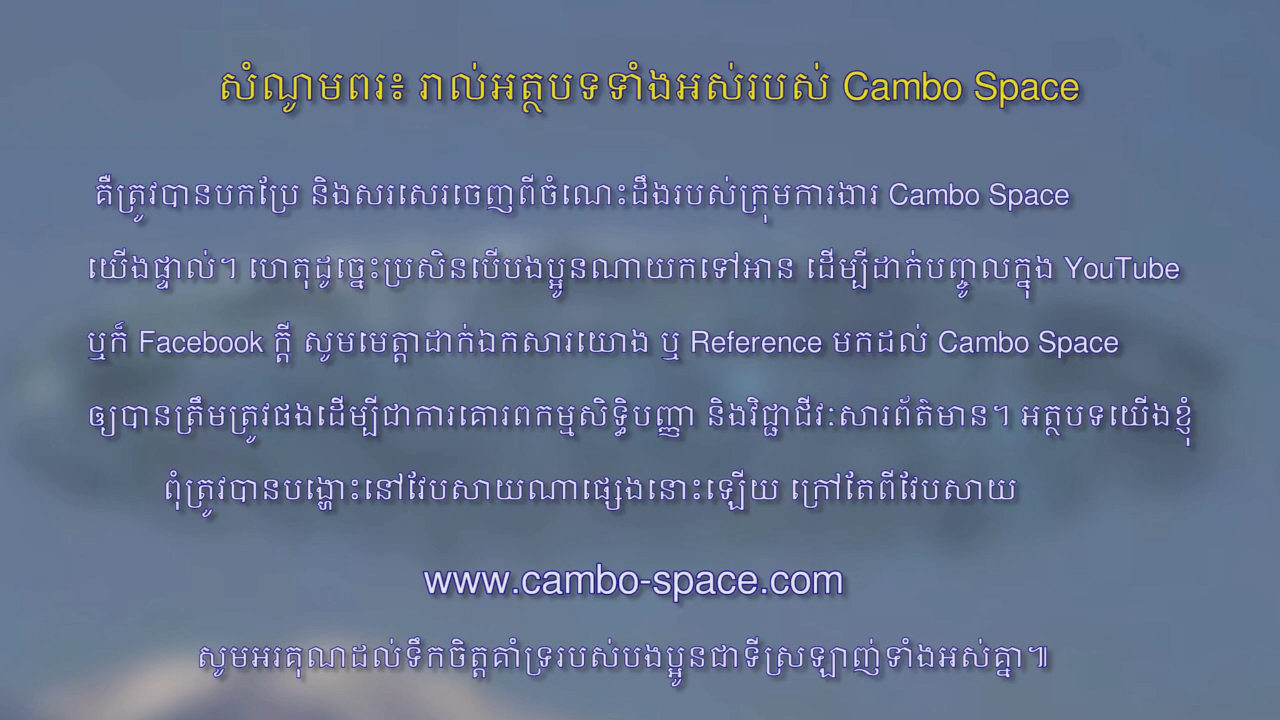 សំណូមពរ៖ រាល់អត្ថបទទាំងអស់របស់ Cambo Space
គឺត្រូវបានបកប្រែ និងសរសេរចេញពីចំណេះដឹងរបស់ក្រុមការងារ Cambo Space
យើងផ្ទាល់។ ហេតុដូច្នេះប្រសិនបើបងប្អូនណាយកទៅអាន ដើម្បីដាក់បញ្ចូលក្នុង YouTube
ឬក៏ Facebook ក្តី សូមមេត្តាដាក់ឯកសារយោង ឬ Reference មកដល់ Cambo Space
ឲ្យបានត្រឹមត្រូវផងដើម្បីជាការគោរពកម្មសិទ្ធិបញ្ញា និងវិជ្ជាជីវៈសារព័ត៌មាន។ អត្ថបទយើងខ្ញុំ
ពុំត្រូវបានបង្ហោះនៅវែបសាយណាផ្សេងនោះឡើយ ក្រៅតែពីវែបសាយ
www.cambo-space.com
សូមអរគុណដល់ទឹកចិត្តគាំទ្ររបស់បងប្អូនជាទីស្រឡាញ់ទាំងអស់គ្នា៕